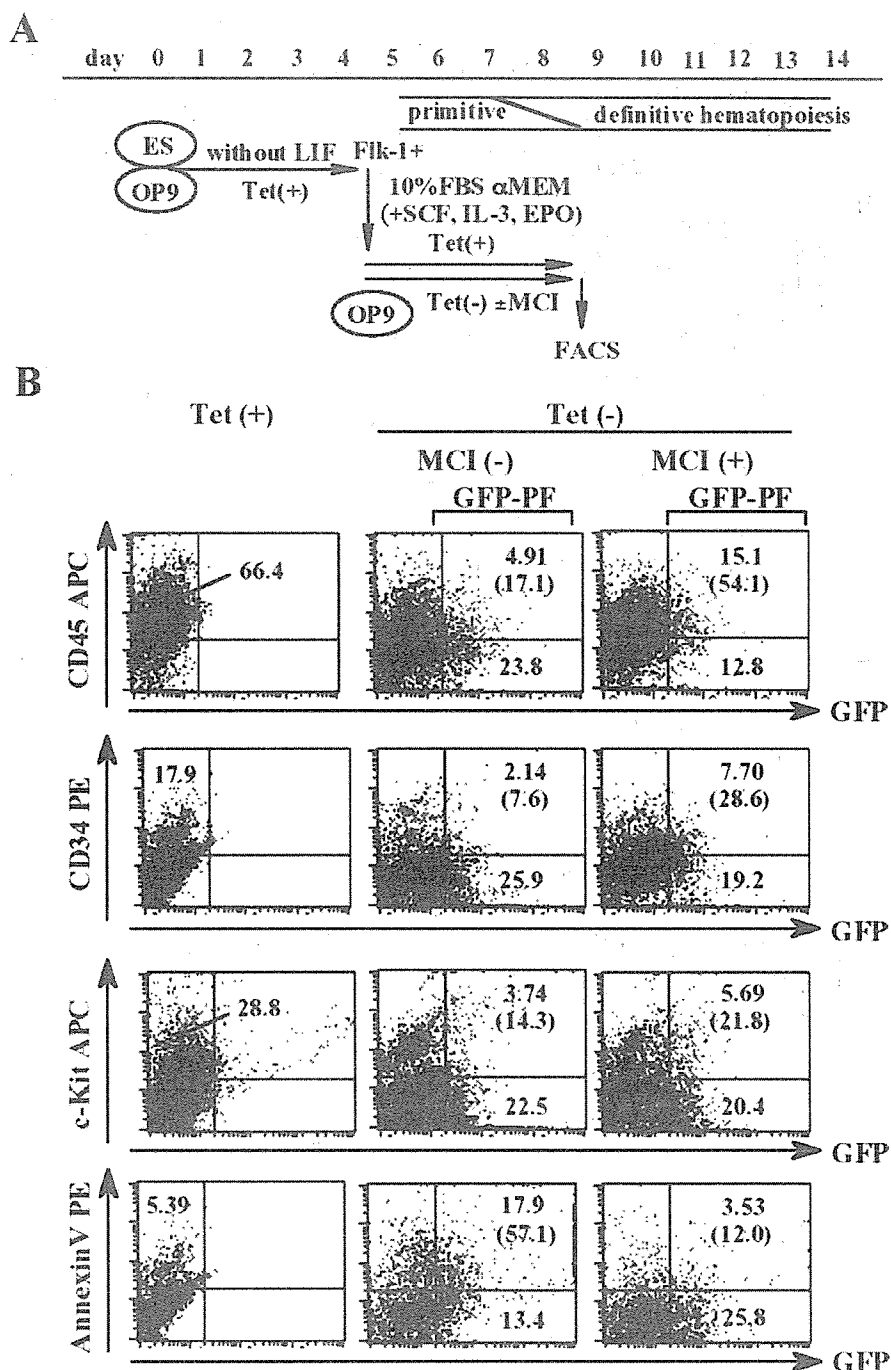 A
day 0 1 2 3 4 5 6 7 8 9 10 11 12 13 14
primitive definitive hematopoiesis
ES
OP9
without LIF Flk-1+
Tet(+)
10%FBS αMEM
(+SCF, IL-3, EPO)
Tet(+)
OP9
Tet(-) ±MCI
FACS
B
Tet (+) Tet (-)
MCI (-) MCI (+)
GFP-PF GFP-PF
CD45 APC
66.4
4.91
(17.1)
23.8
15.1
(54.1)
12.8
GFP
CD34 PE
17.9
2.14
(7.6)
25.9
7.70
(28.6)
19.2
GFP
c-Kit APC
28.8
3.74
(14.3)
22.5
5.69
(21.8)
20.4
GFP
AnnexinV PE
5.39
17.9
(57.1)
13.4
3.53
(12.0)
25.8
GFP